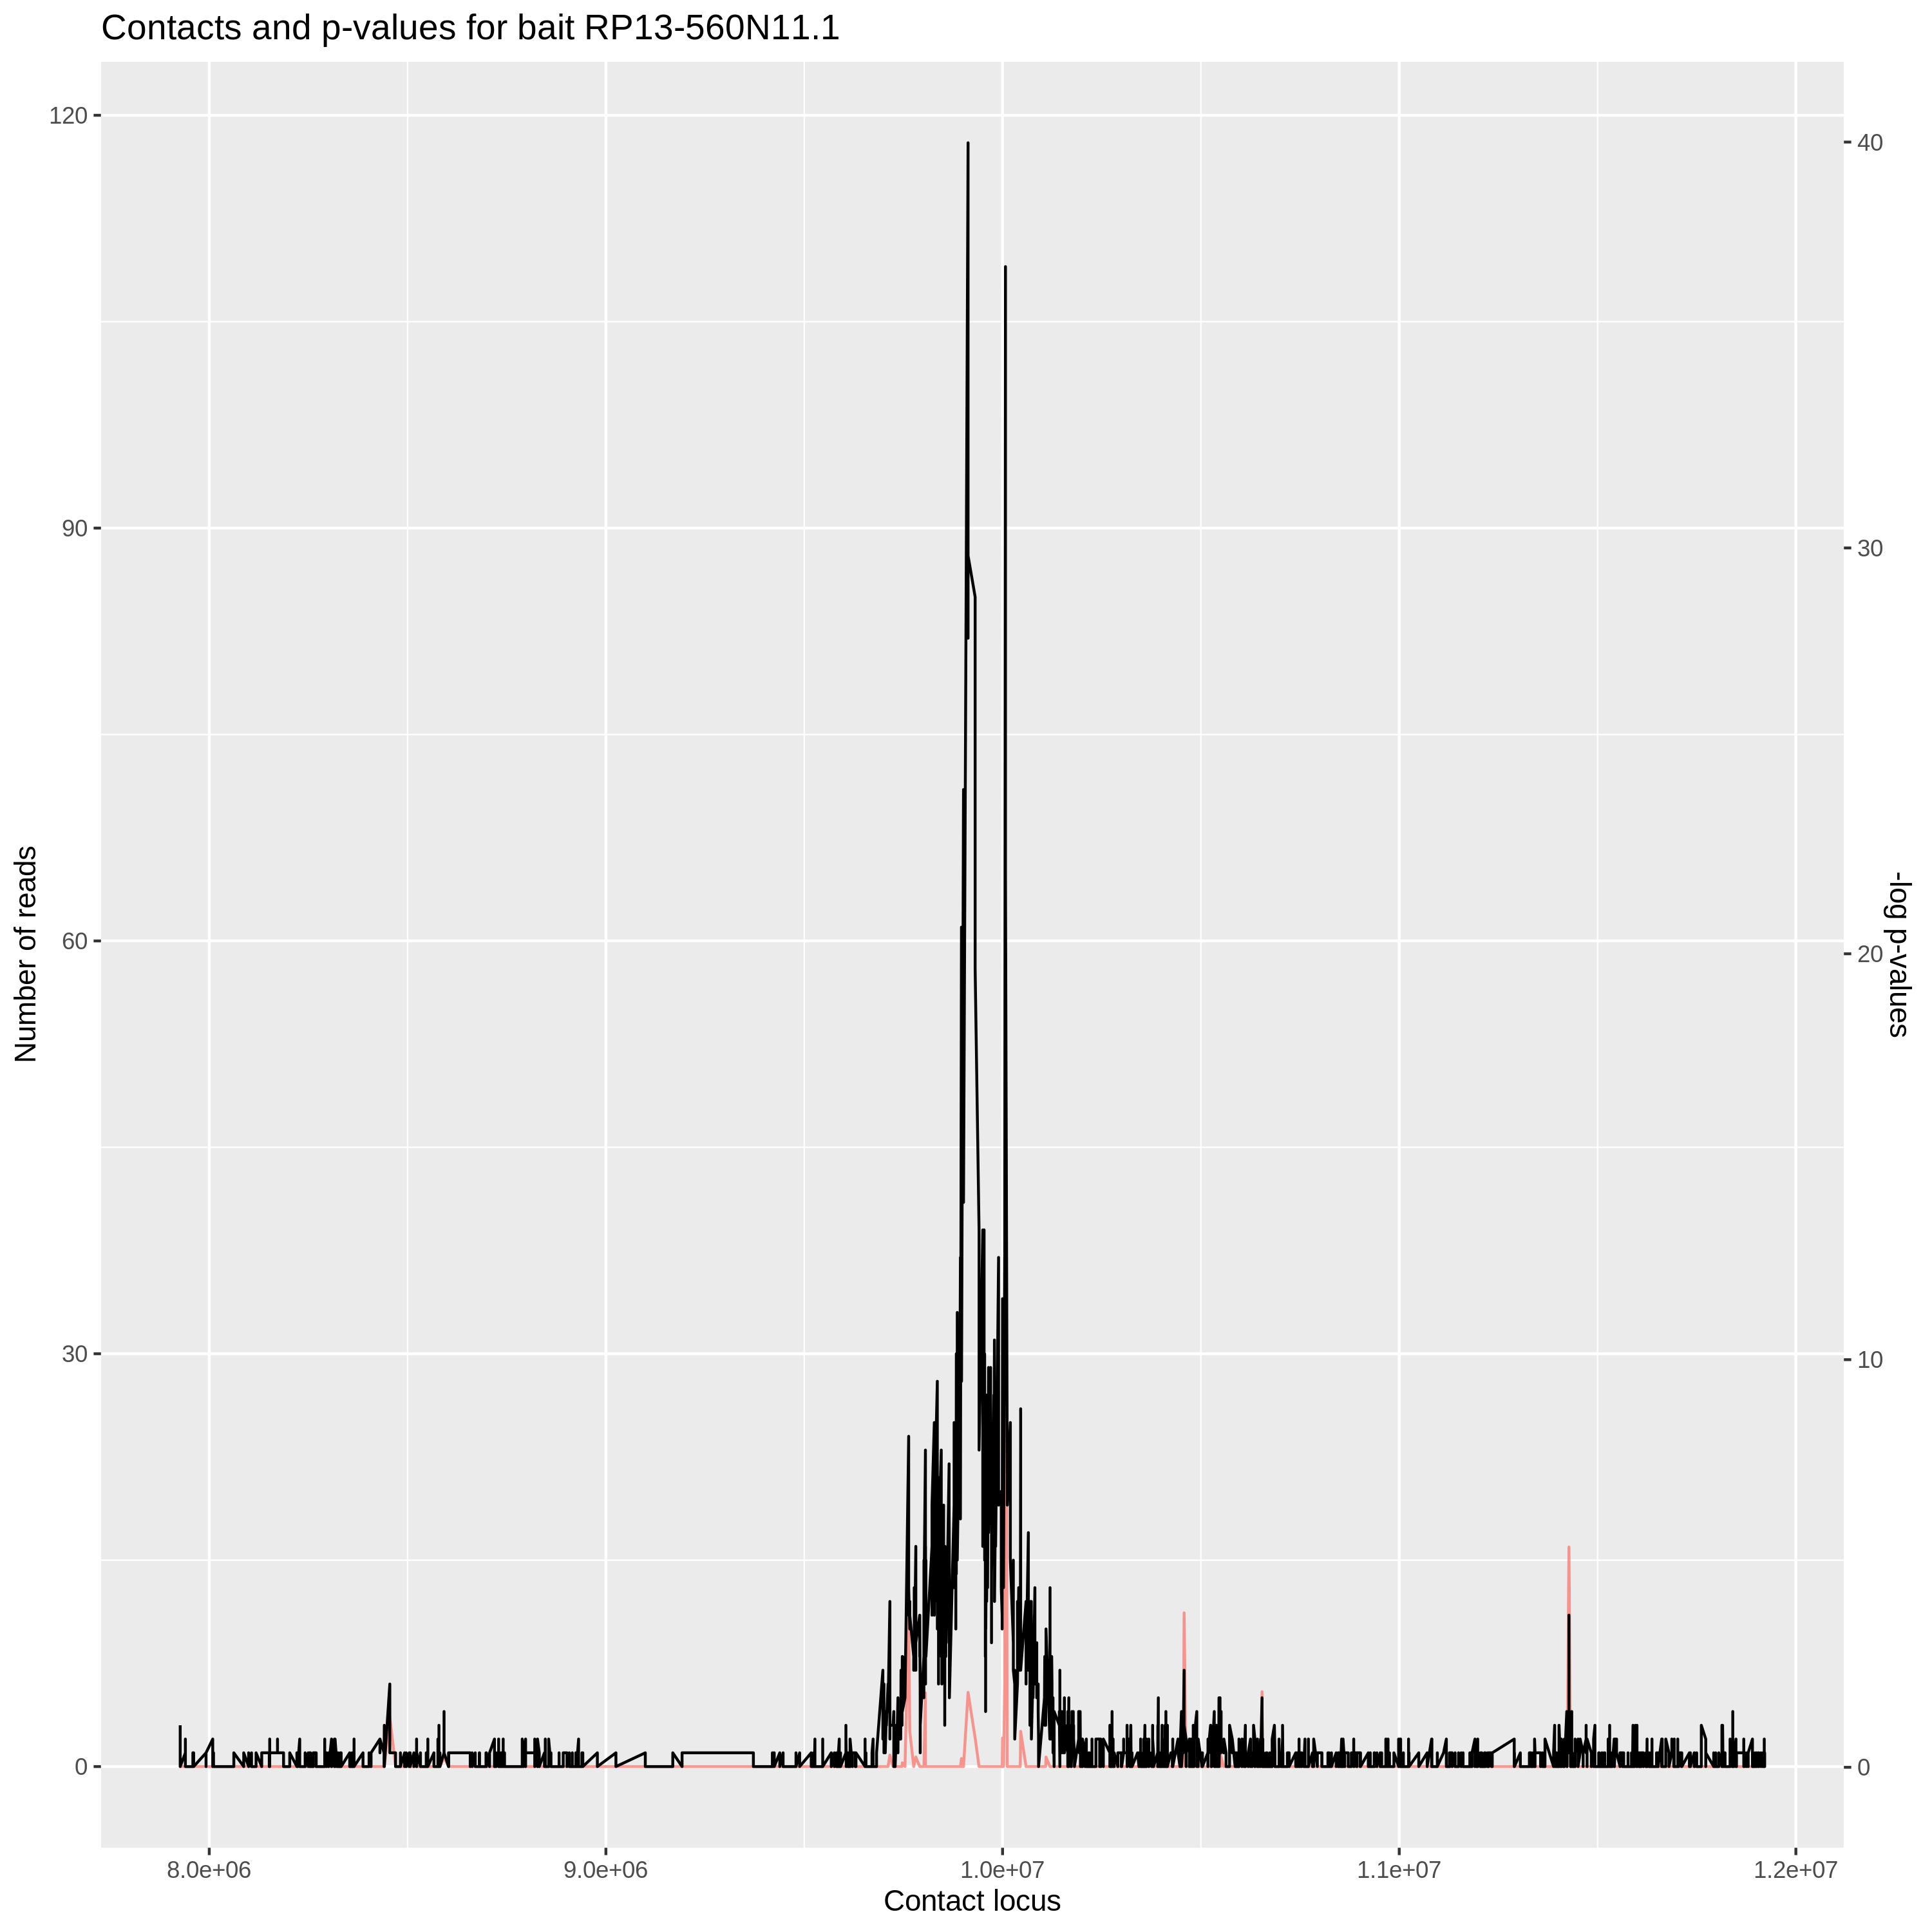 Contacts and p-values for bait RP13-560N11.1
120
90
60
30
0
Number of reads
40
30
20
10
0
-log p-values
8.0e+06
9.0e+06
1.0e+07
1.1e+07
1.2e+07
Contact locus